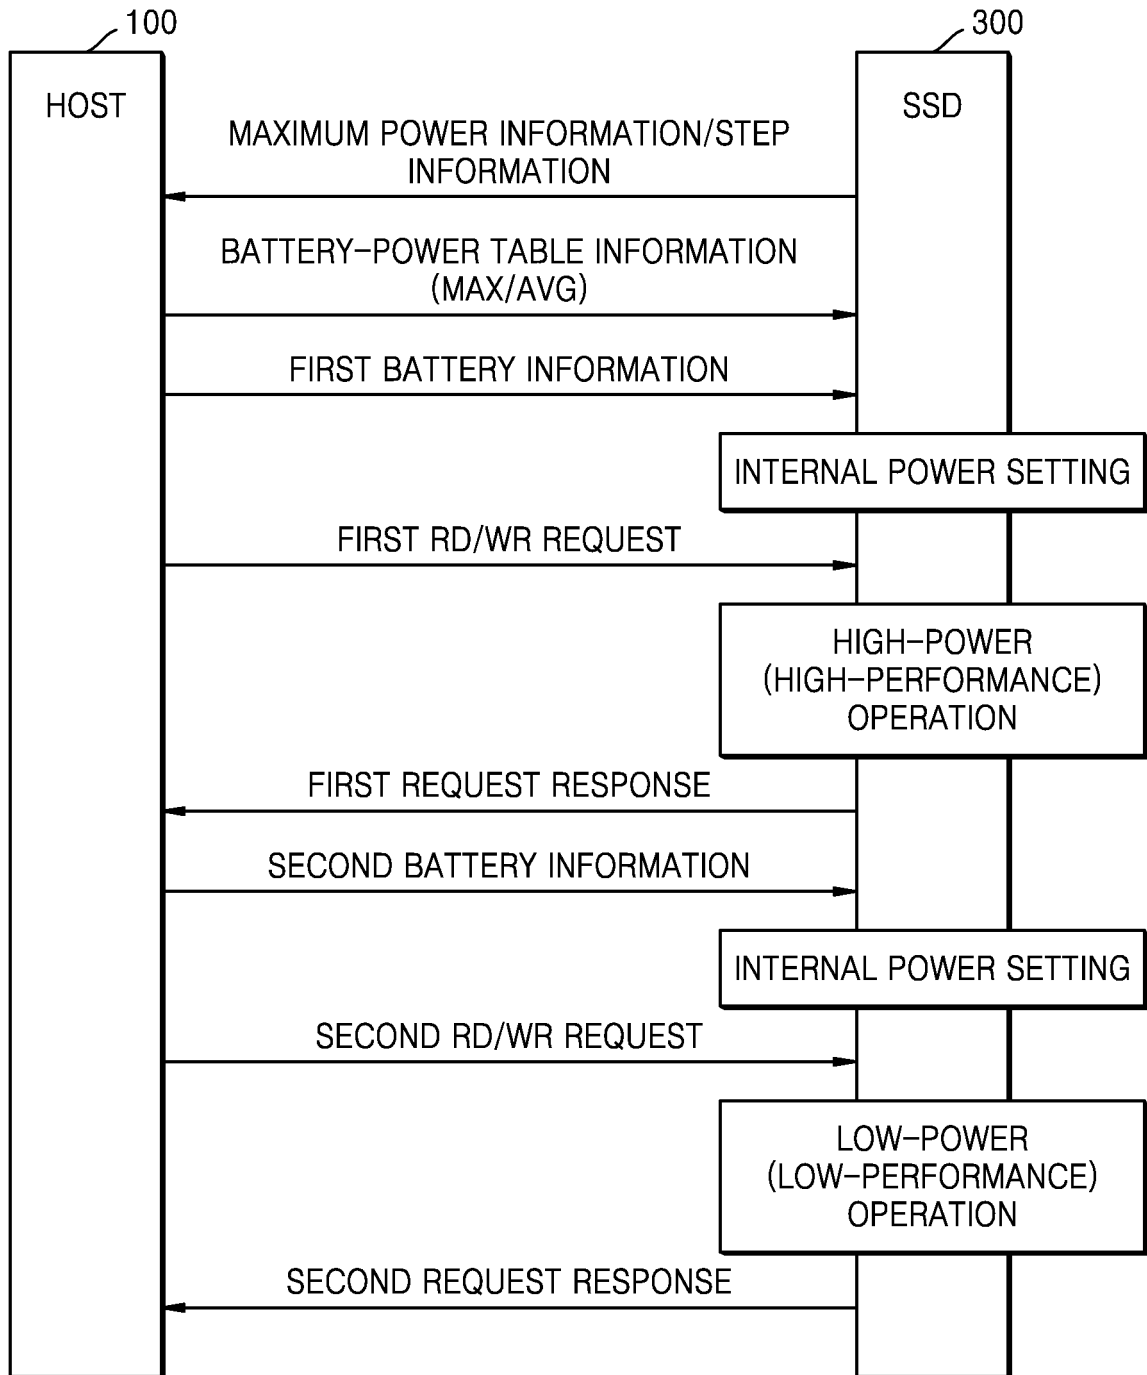 100
300
HOST
SSD
MAXIMUM POWER INFORMATION/STEP
INFORMATION
BATTERY-POWER TABLE INFORMATION
(MAX/AVG)
FIRST BATTERY INFORMATION
INTERNAL POWER SETTING
FIRST RD/WR REQUEST
HIGH-POWER
(HIGH-PERFORMANCE)
OPERATION
FIRST REQUEST RESPONSE
SECOND BATTERY INFORMATION
INTERNAL POWER SETTING
SECOND RD/WR REQUEST
LOW-POWER
(LOW-PERFORMANCE)
OPERATION
SECOND REQUEST RESPONSE